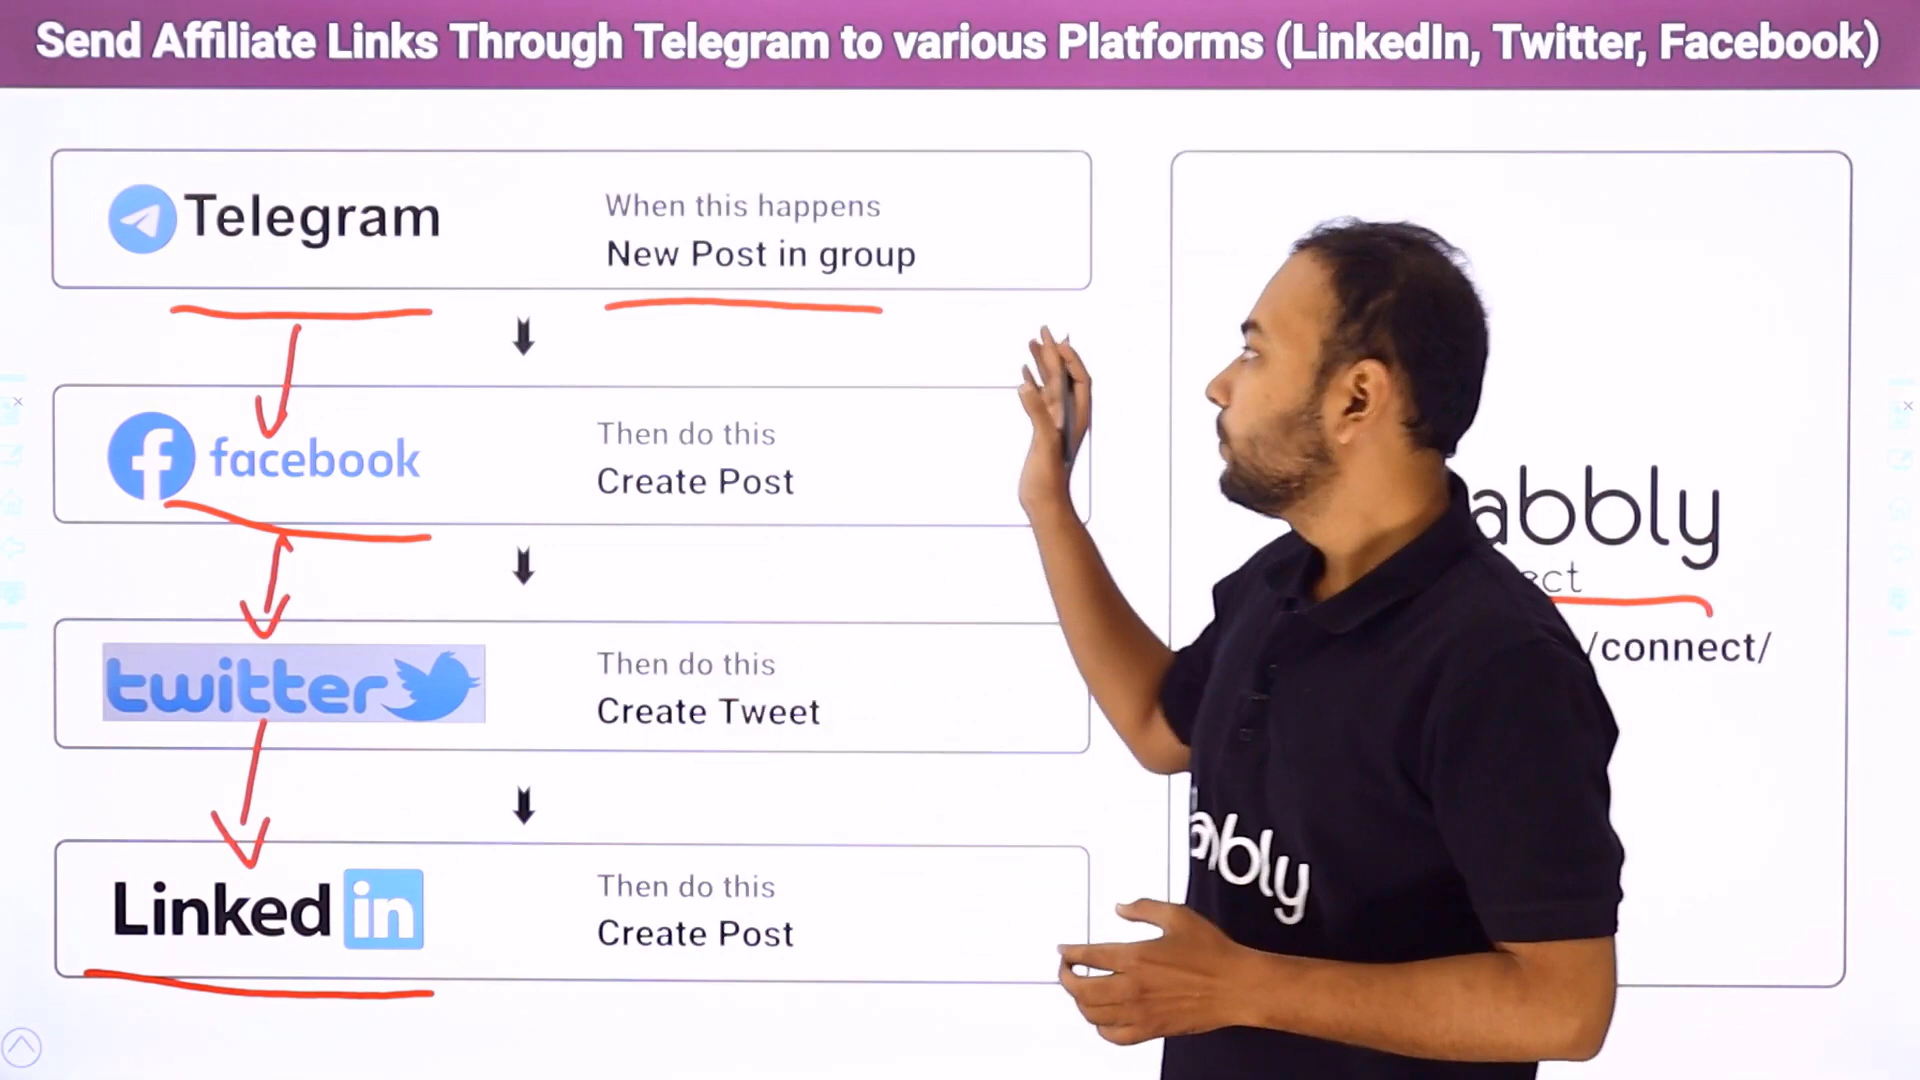 Send Affiliate Links Through Telegram to various Platforms (LinkedIn, Twitter, Facebook)
Telegram
When this happens
New Post in group
facebook
Then do this
Create Post
twitter
Then do this
Create Tweet
Linked in
Then do this
Create Post
abbly
ect
/connect/
abbly